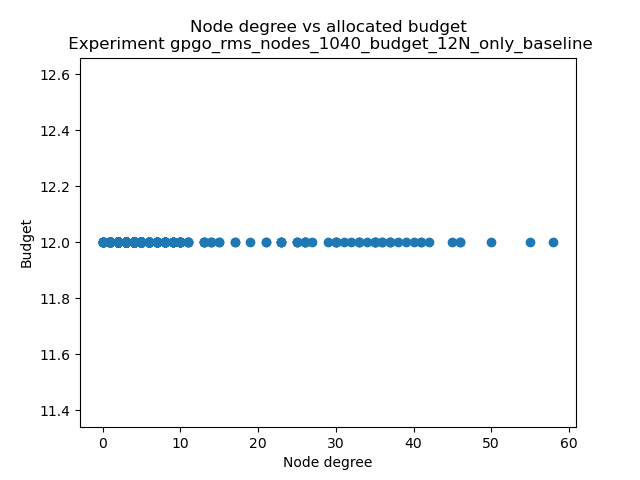 Node degree vs allocated budget
Experiment gpgo_rms_nodes_1040_budget_12N_only_baseline
12.6
12.4
12.2
12.0
11.8
11.6
11.4
Budget
0 10 20 30 40 50 60
Node degree